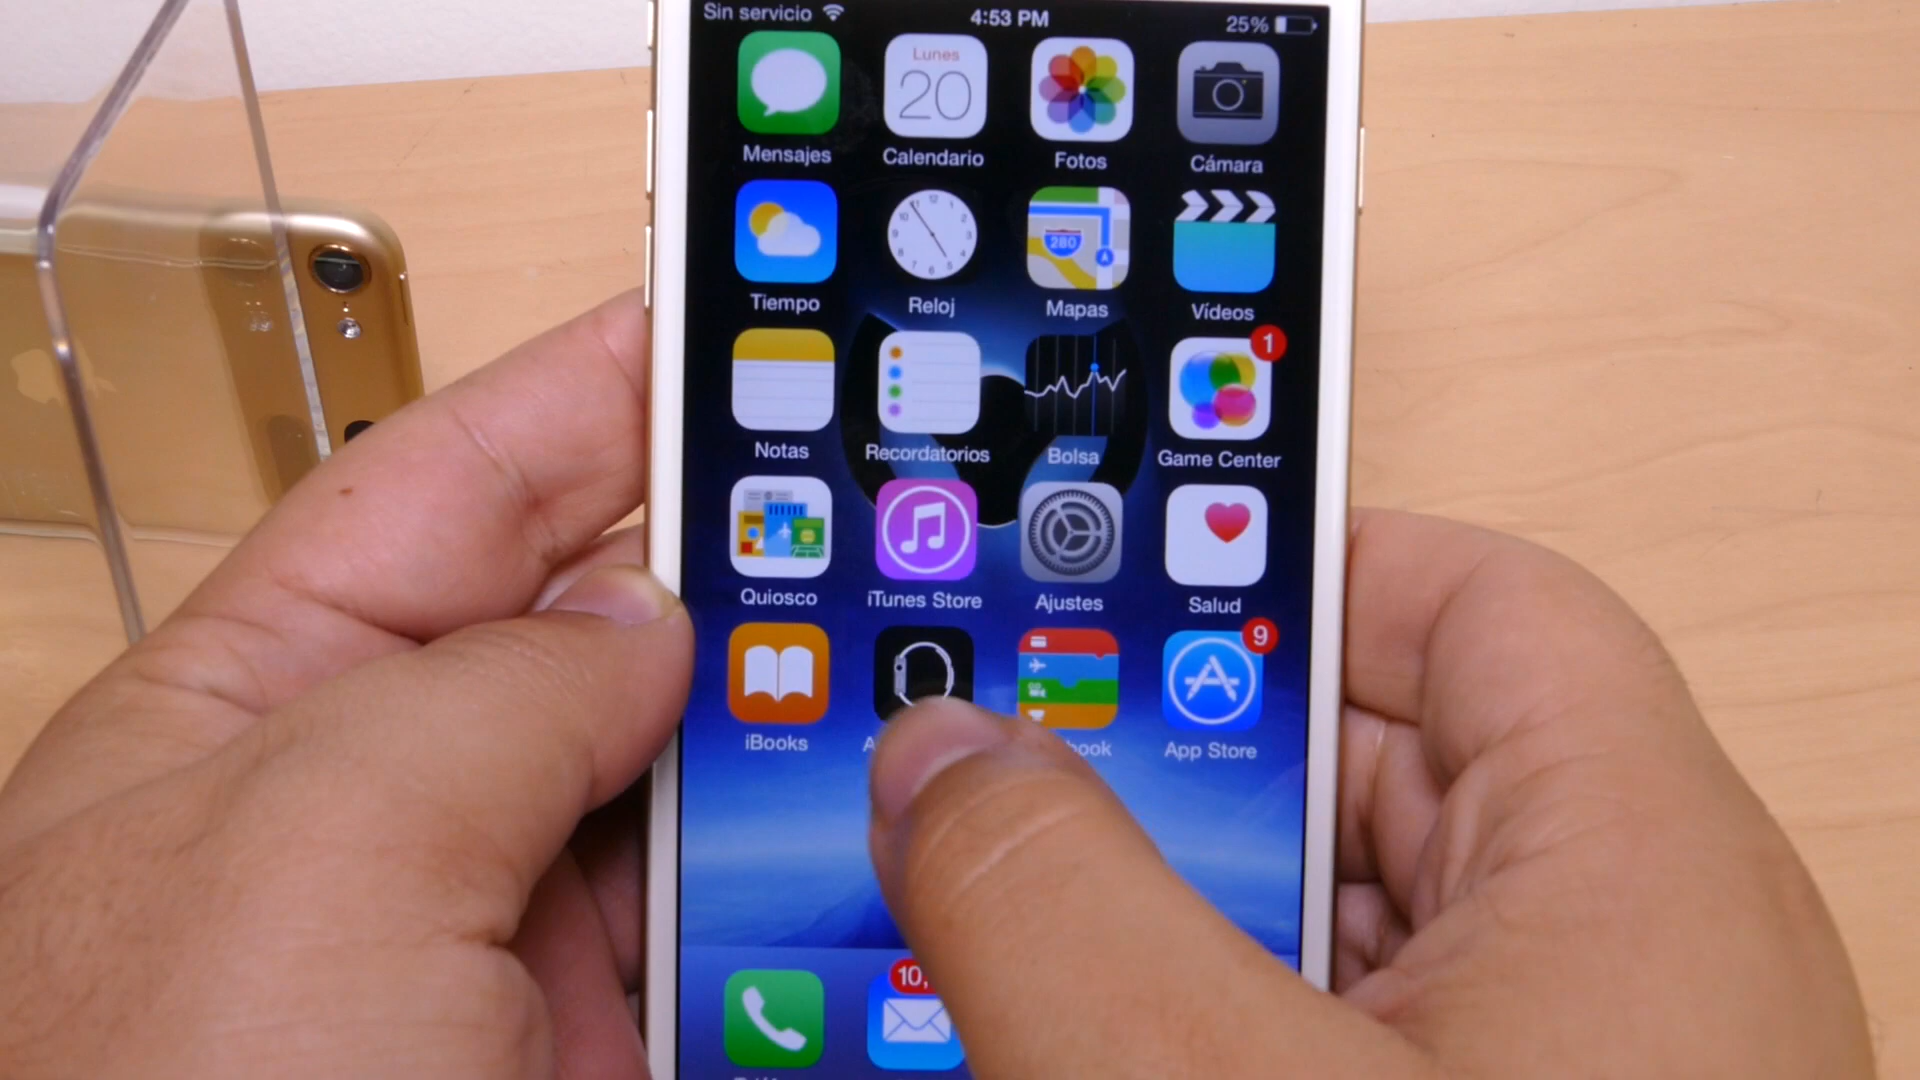 Sin servicio 4:53 PM 25%
Lunes
20
Mensajes Calendario Fotos Cámara
280
Tiempo Reloj Mapas Vídeos
1
Notas Recordatorios Bolsa Game Center
Quiosco iTunes Store Ajustes Salud
9
iBooks App Store
10,